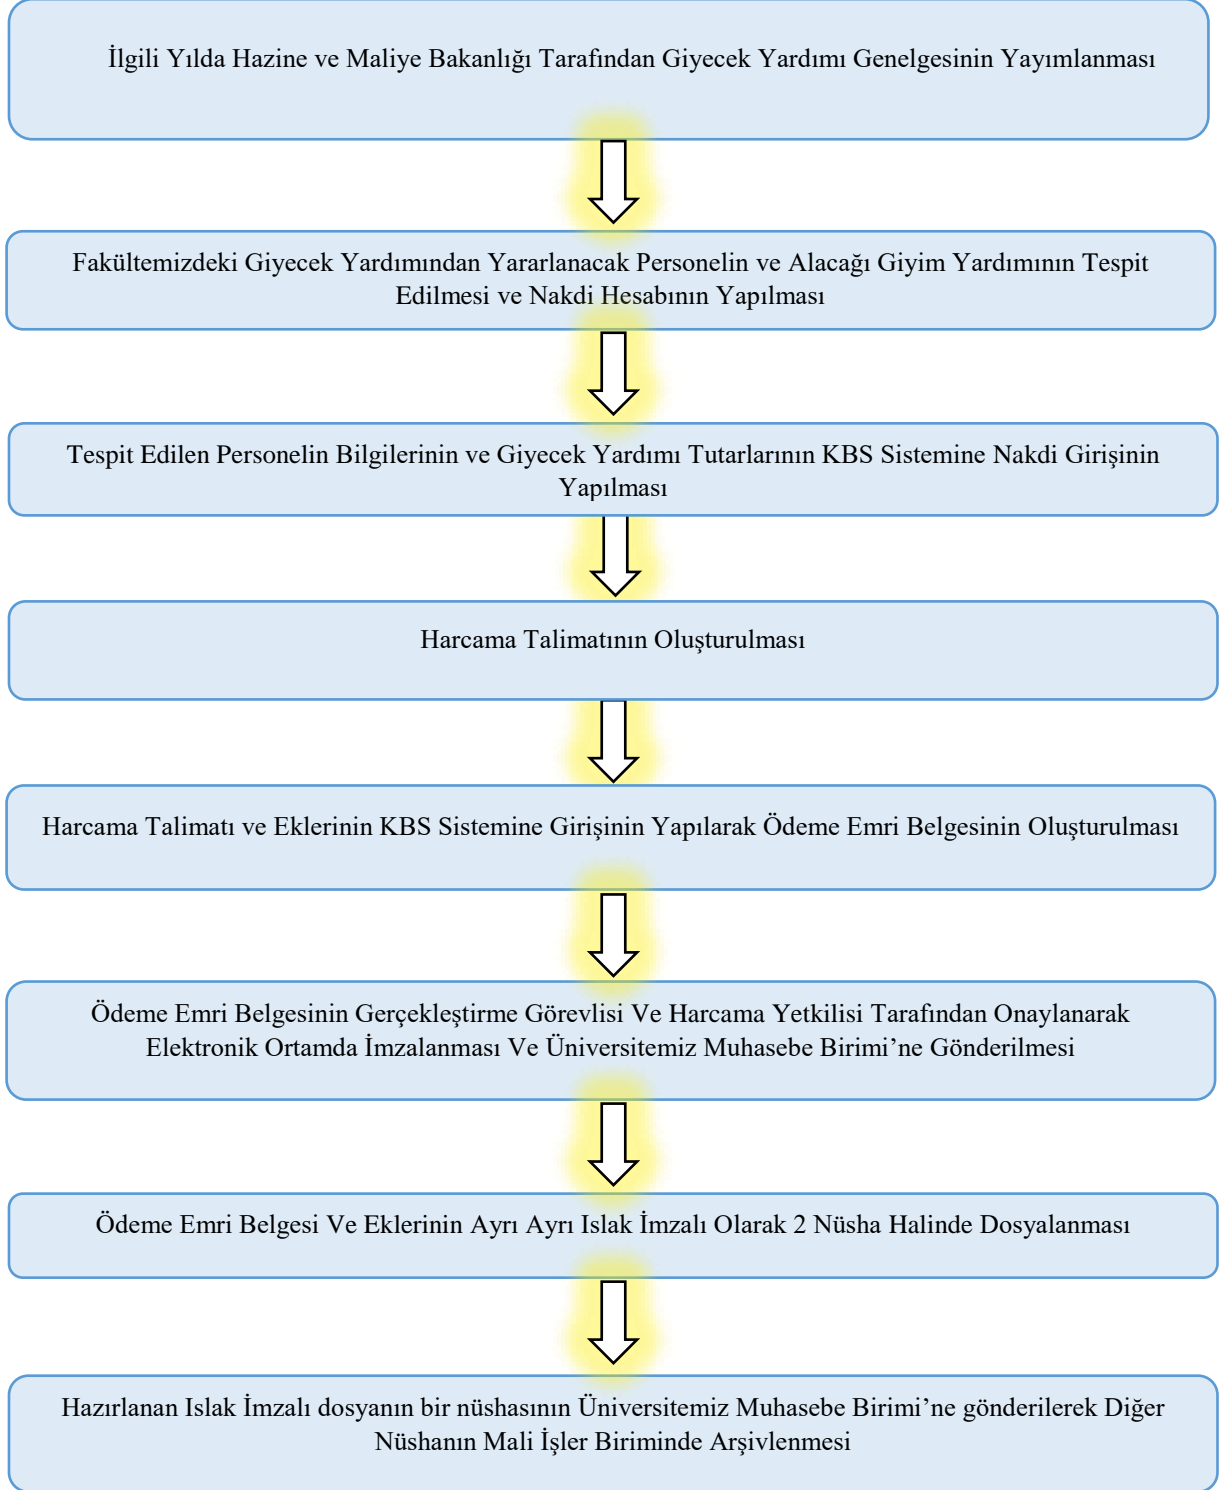 İlgili Yılda Hazine ve Maliye Bakanlığı Tarafından Giyecek Yardımı Genelgesinin Yayımlanması
Fakültemizdeki Giyecek Yardımından Yararlanacak Personelin ve Alacağı Giyim Yardımının Tespit
Edilmesi ve Nakdi Hesabının Yapılması
Tespit Edilen Personelin Bilgilerinin ve Giyecek Yardımı Tutarlarının KBS Sistemine Nakdi Girişinin
Yapılması
Harcama Talimatının Oluşturulması
Harcama Talimatı ve Eklerinin KBS Sistemine Girişinin Yapılarak Ödeme Emri Belgesinin Oluşturulması
Ödeme Emri Belgesinin Gerçekleştirme Görevlisi Ve Harcama Yetkilisi Tarafından Onaylanarak
Elektronik Ortamda İmzalanması Ve Üniversitemiz Muhasebe Birimi’ne Gönderilmesi
Ödeme Emri Belgesi Ve Eklerinin Ayrı Ayrı Islak İmzalı Olarak 2 Nüsha Halinde Dosyalanması
Hazırlanan Islak İmzalı dosyanın bir nüshasının Üniversitemiz Muhasebe Birimi’ne gönderilerek Diğer
Nüshanın Mali İşler Biriminde Arşivlenmesi